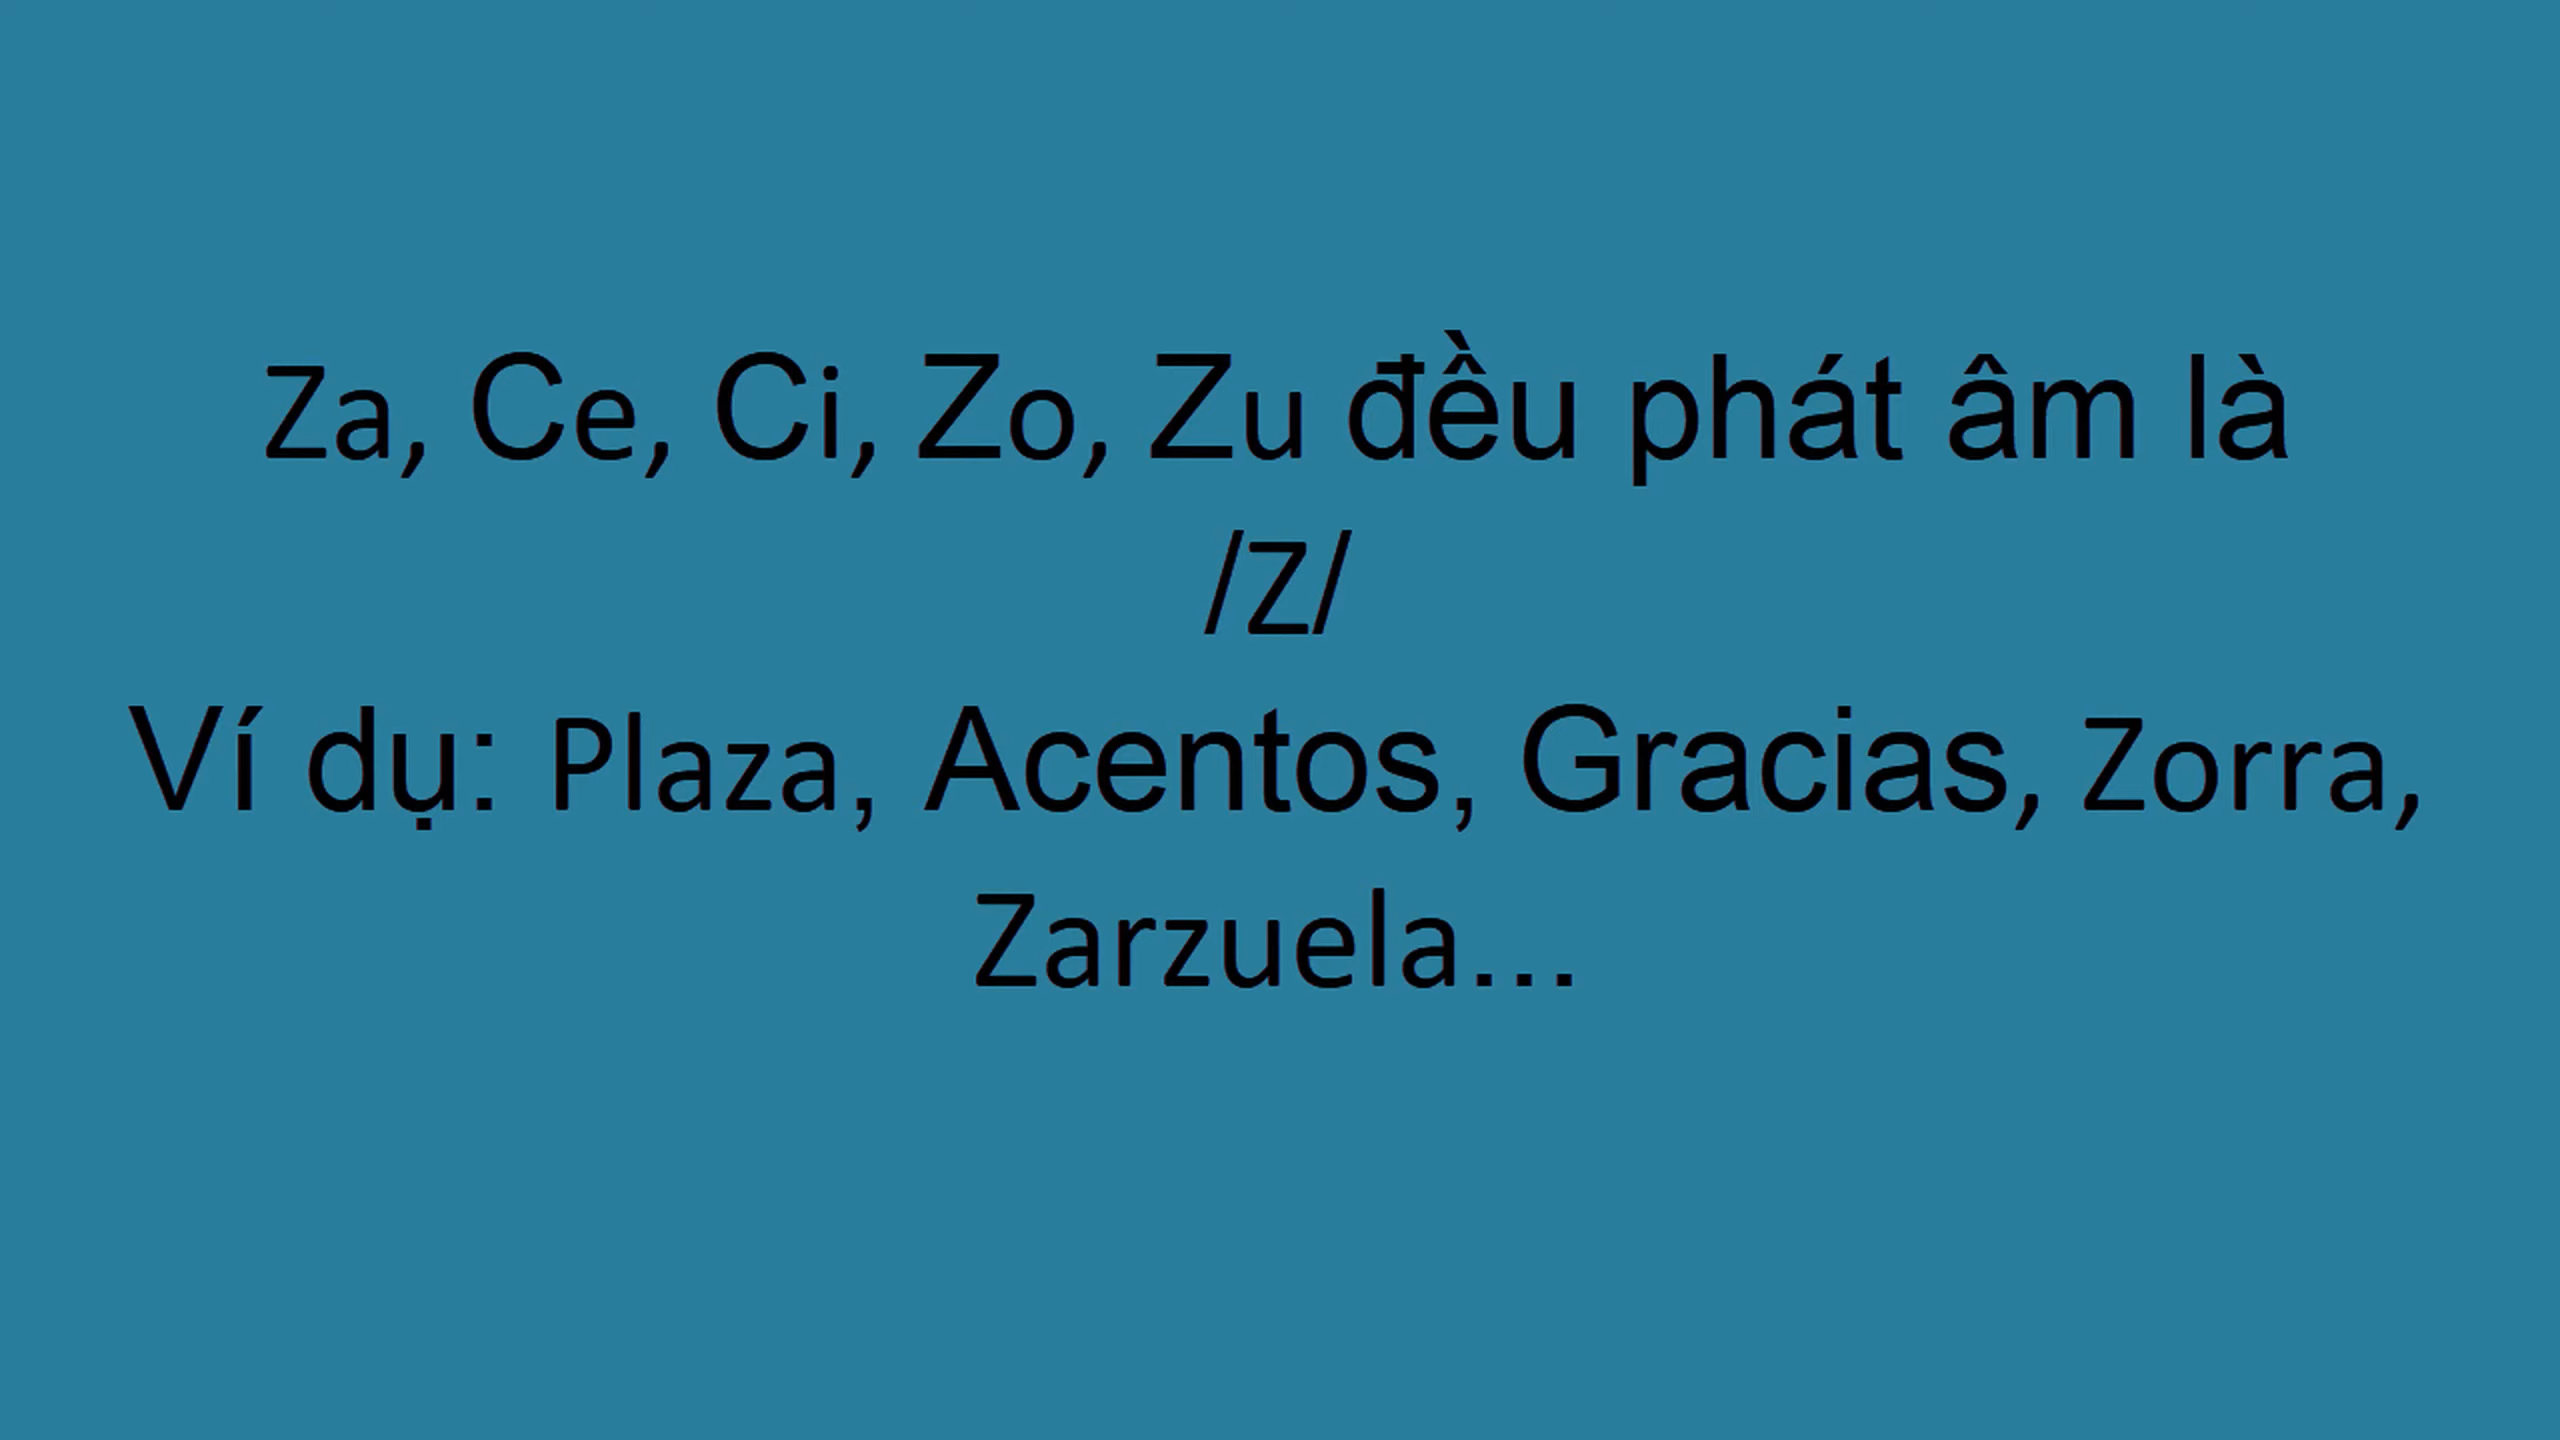 Za, Ce, Ci, Zo, Zu đều phát âm là
/Z/
Ví dụ: Plaza, Acentos, Gracias, Zorra,
Zarzuela...